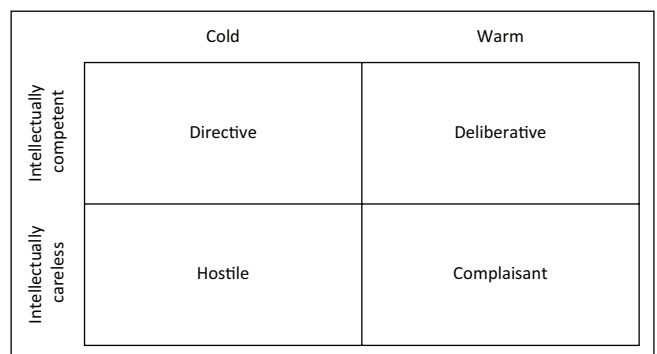 Cold Warm
Intellectually
competent
Directive Deliberative
Intellectually
careless
Hostile Complaisant